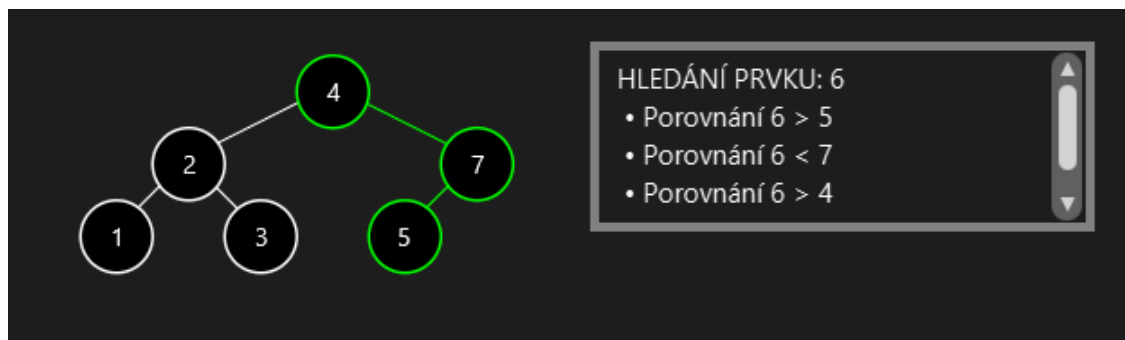 4
2
7
1
3
5
HLEDÁNÍ PRVKU: 6
• Porovnání 6 > 5
• Porovnání 6 < 7
• Porovnání 6 > 4